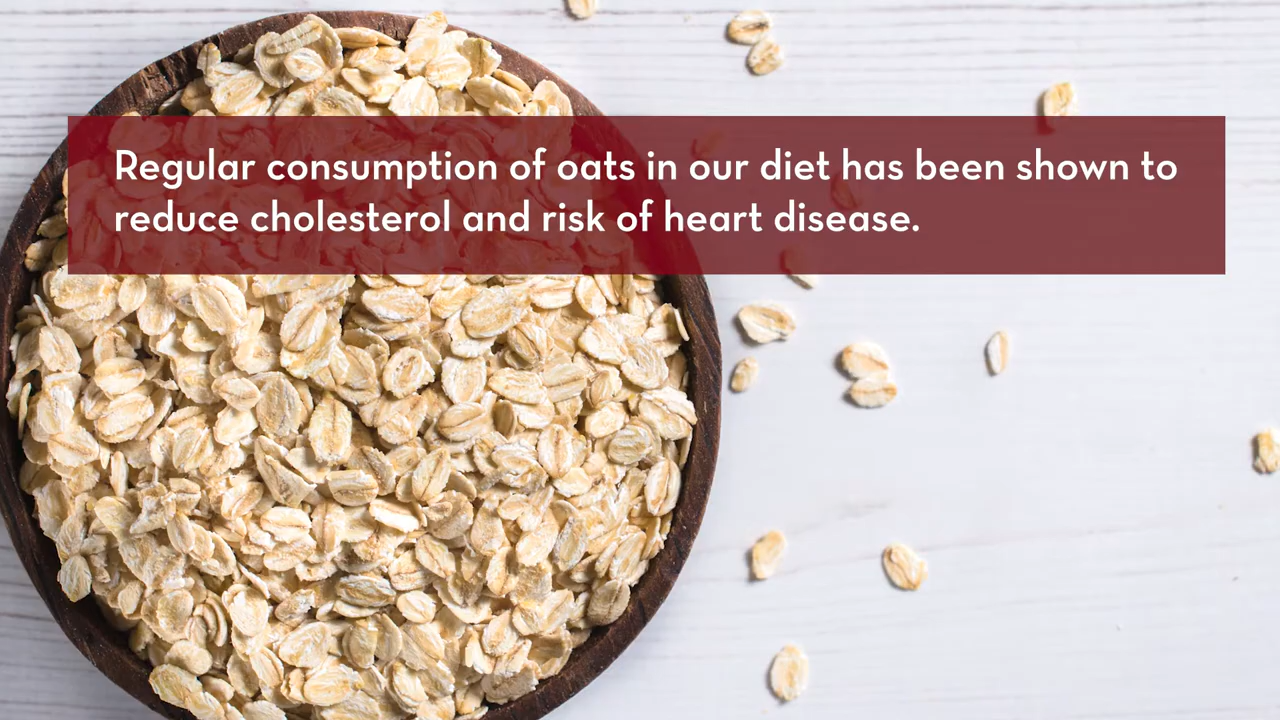 Regular consumption of oats in our diet has been shown to
reduce cholesterol and risk of heart disease.